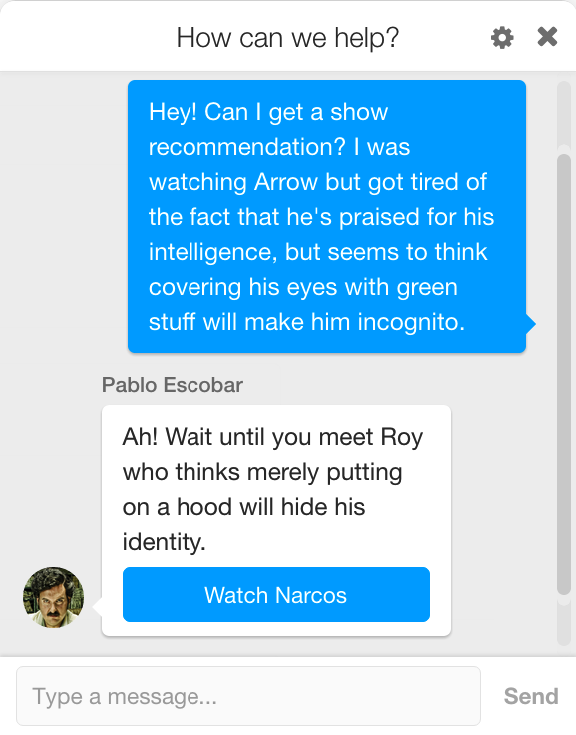 How can we help?
Hey! Can I get a show
recommendation? I was
watching Arrow but got tired of
the fact that he's praised for his
intelligence, but seems to think
covering his eyes with green
stuff will make him incognito.
Pablo Escobar
Ah! Wait until you meet Roy
who thinks merely putting
on a hood will hide his
identity.
Watch Narcos
Type a message...
Send